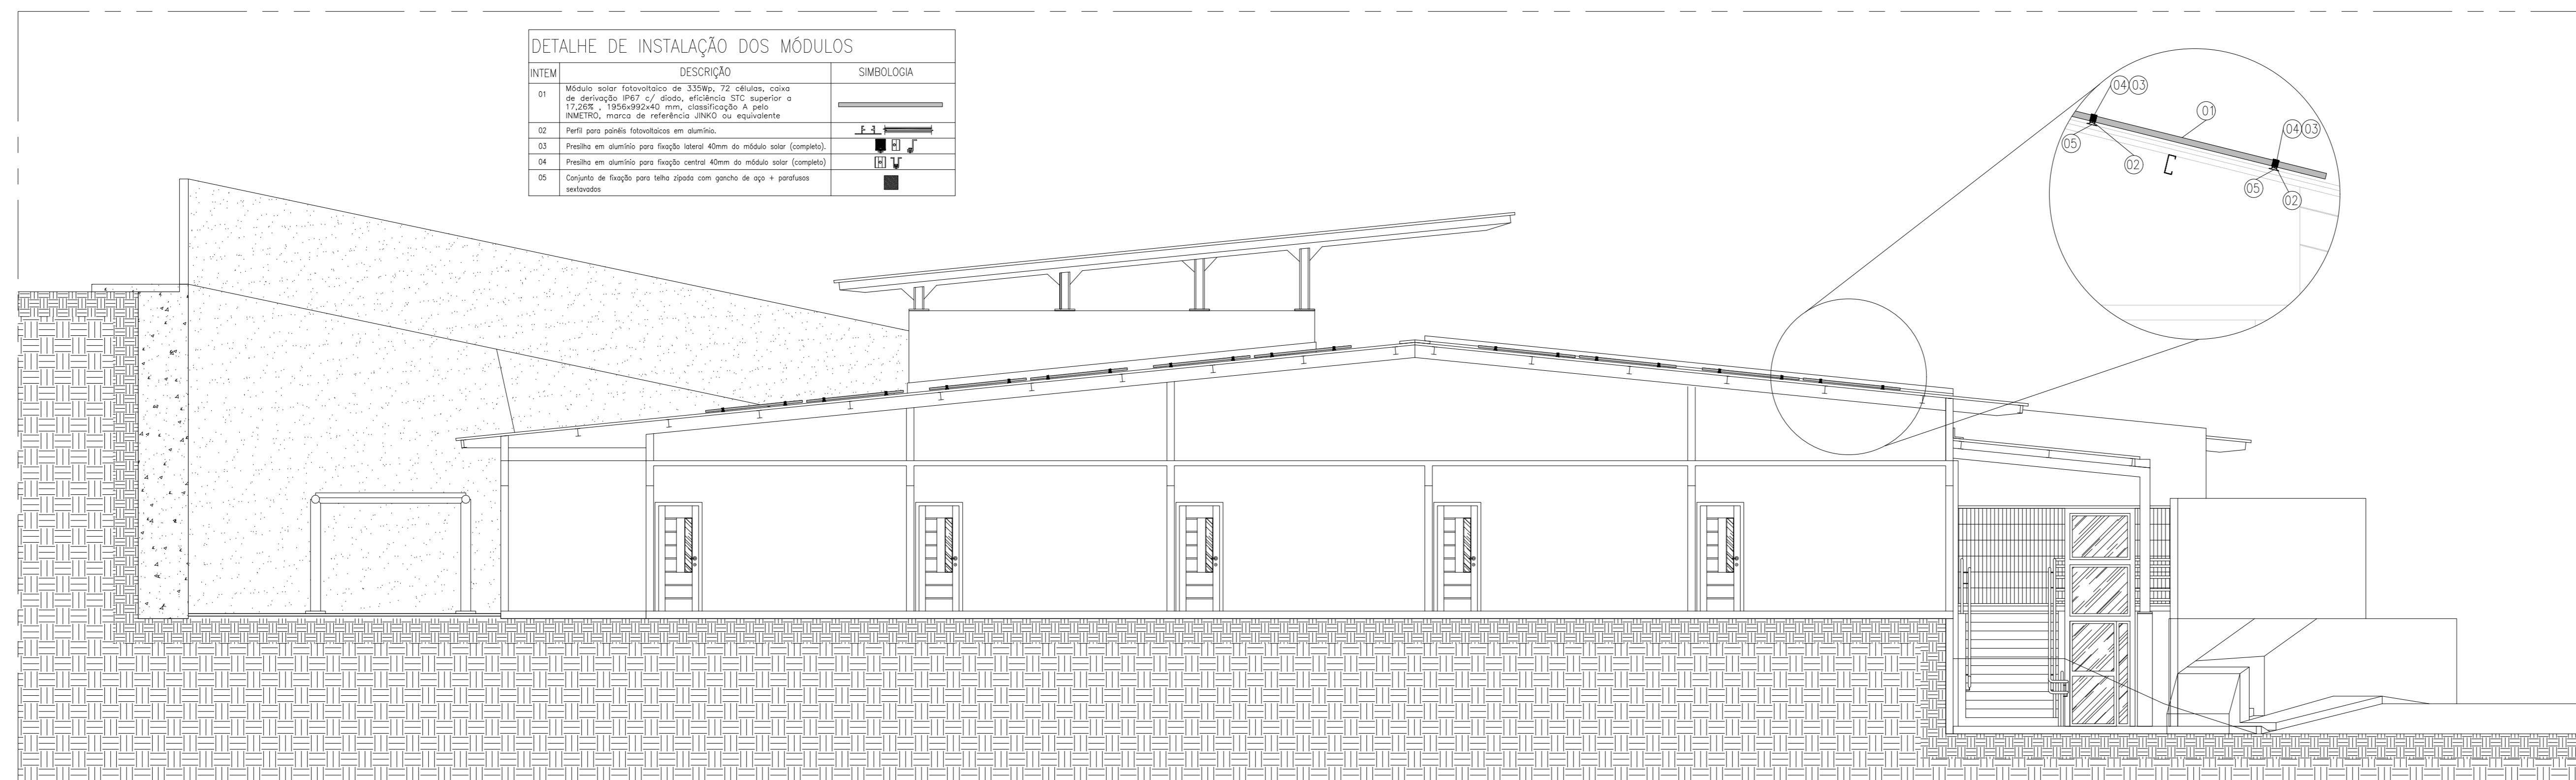 DETALHE DE INSTALAÇÃO DOS MÓDULOS
INTEM DESCRIÇÃO SIMBOLOGIA
01 Módulo solar fotovoltaico de 335Wp, 72 células, caixa
de derivação IP67 c/ diodo, eficiência STC superior a
17,26% , 1956x992x40 mm, classificação A pelo
INMETRO, marca de referência JINKO ou equivalente
02 Perfil para painéis fotovoltaicos em alumínio.
03 Presilha em alumínio para fixação lateral 40mm do módulo solar (completo).
04 Presilha em alumínio para fixação central 40mm do módulo solar (completo)
05 Conjunto de fixação para telha zipada com gancho de aço + parafusos
sextavados
04 03
01
04 03
05
02
05
02